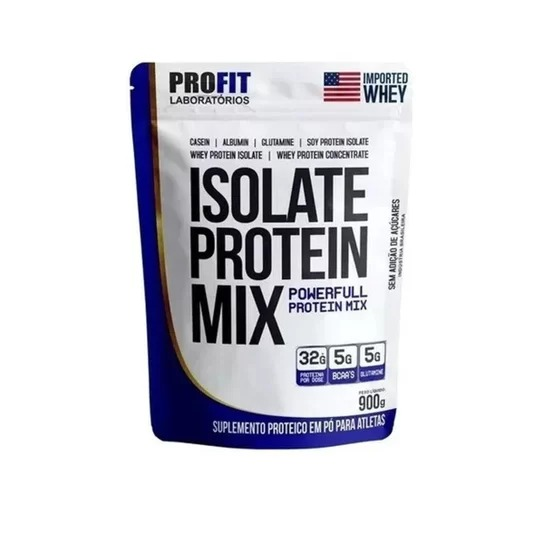 PROFIT
LABORATÓRIOS
IMPORTED
WHEY
CASEIN | ALBUMIN | GLUTAMINE | SOY PROTEIN ISOLATE
WHEY PROTEIN ISOLATE | WHEY PROTEIN CONCENTRATE
ISOLATE
PROTEIN
MIX
POWERFULL
PROTEIN MIX
SEM ADIÇÃO DE AÇÚCARES
INDÚSTRIA BRASILEIRA
32G
PROTEINA
POR DOSE
5G
BCAA'S
5G
GLUTAMINE
PESO LÍQUIDO
900g
SUPLEMENTO PROTEICO EM PÓ PARA ATLETAS